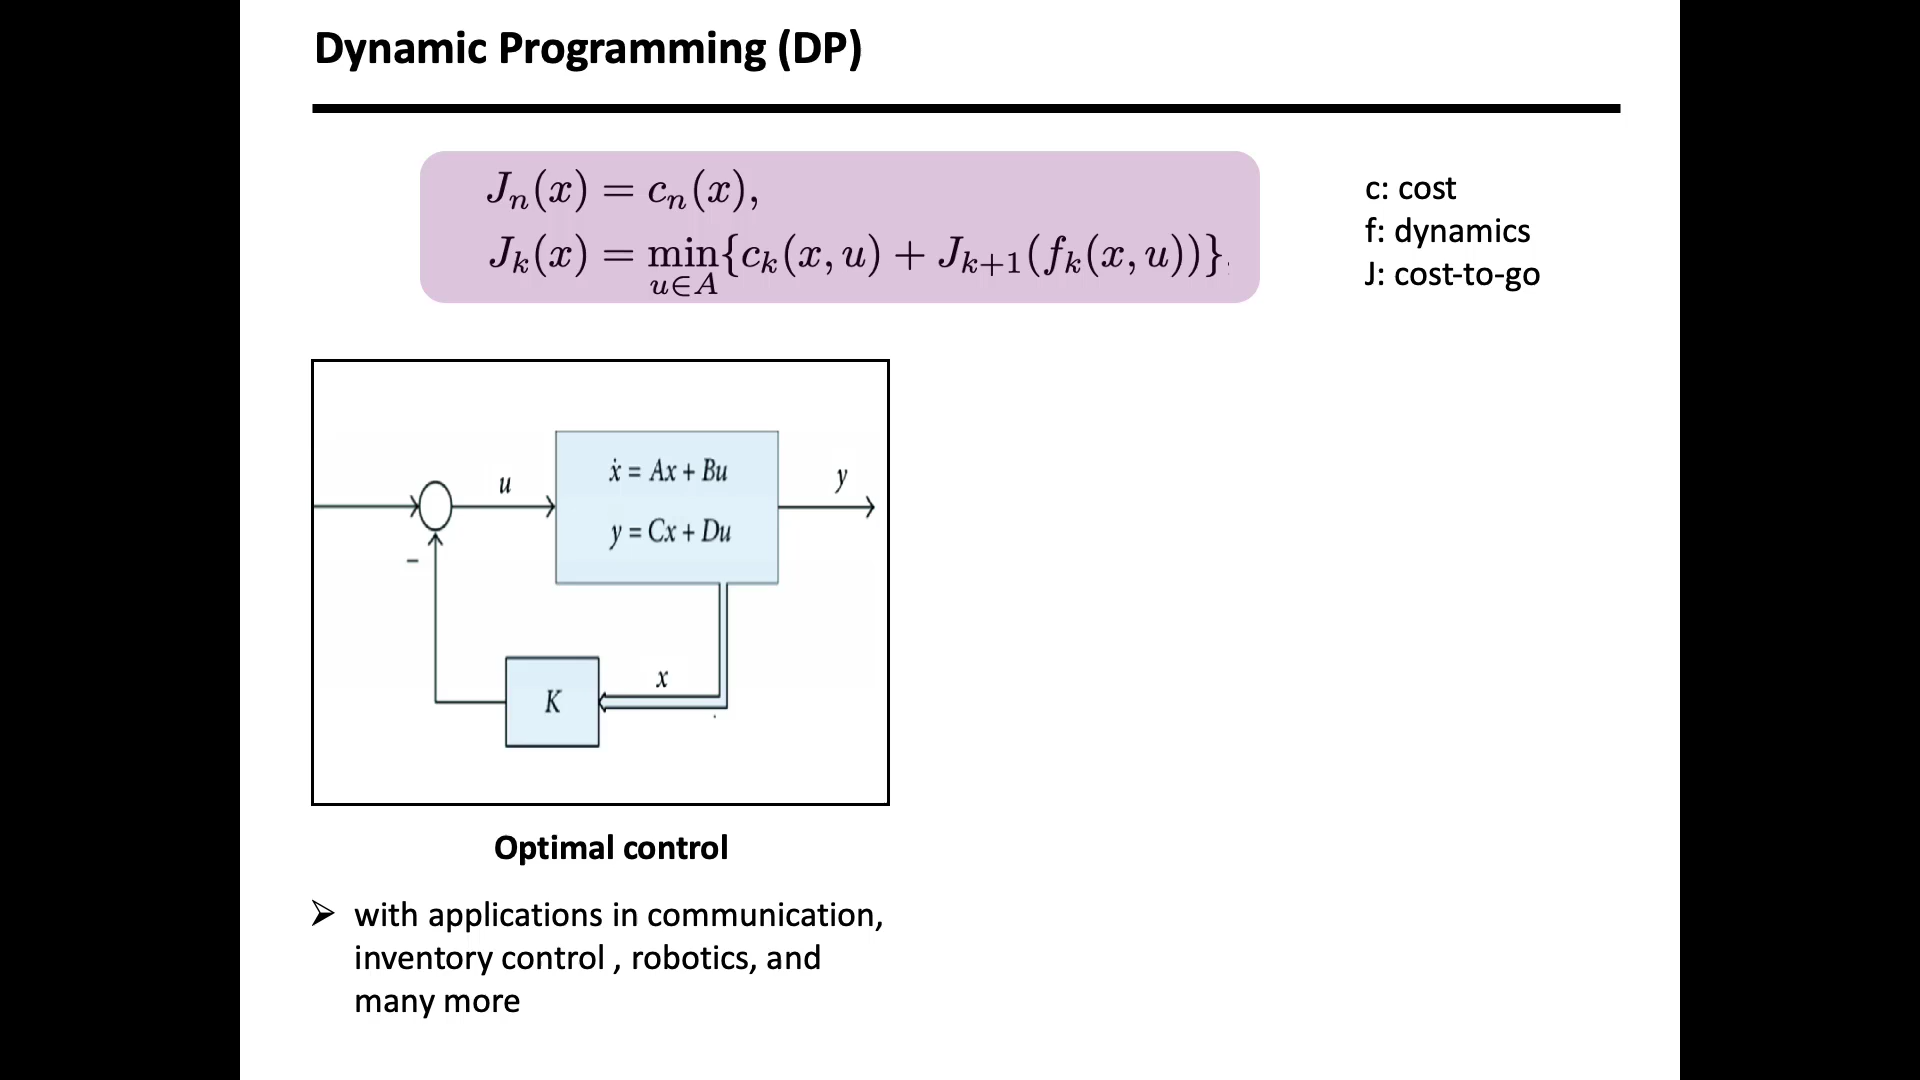 Dynamic Programming (DP)
J_n(x) = c_n(x),
J_k(x) = min_{u∈A}{c_k(x, u) + J_{k+1}(f_k(x, u))},
c: cost
f: dynamics
J: cost-to-go
u
ẋ = Ax + Bu
y = Cx + Du
y
−
K
x
Optimal control
➢ with applications in communication,
inventory control , robotics, and
many more